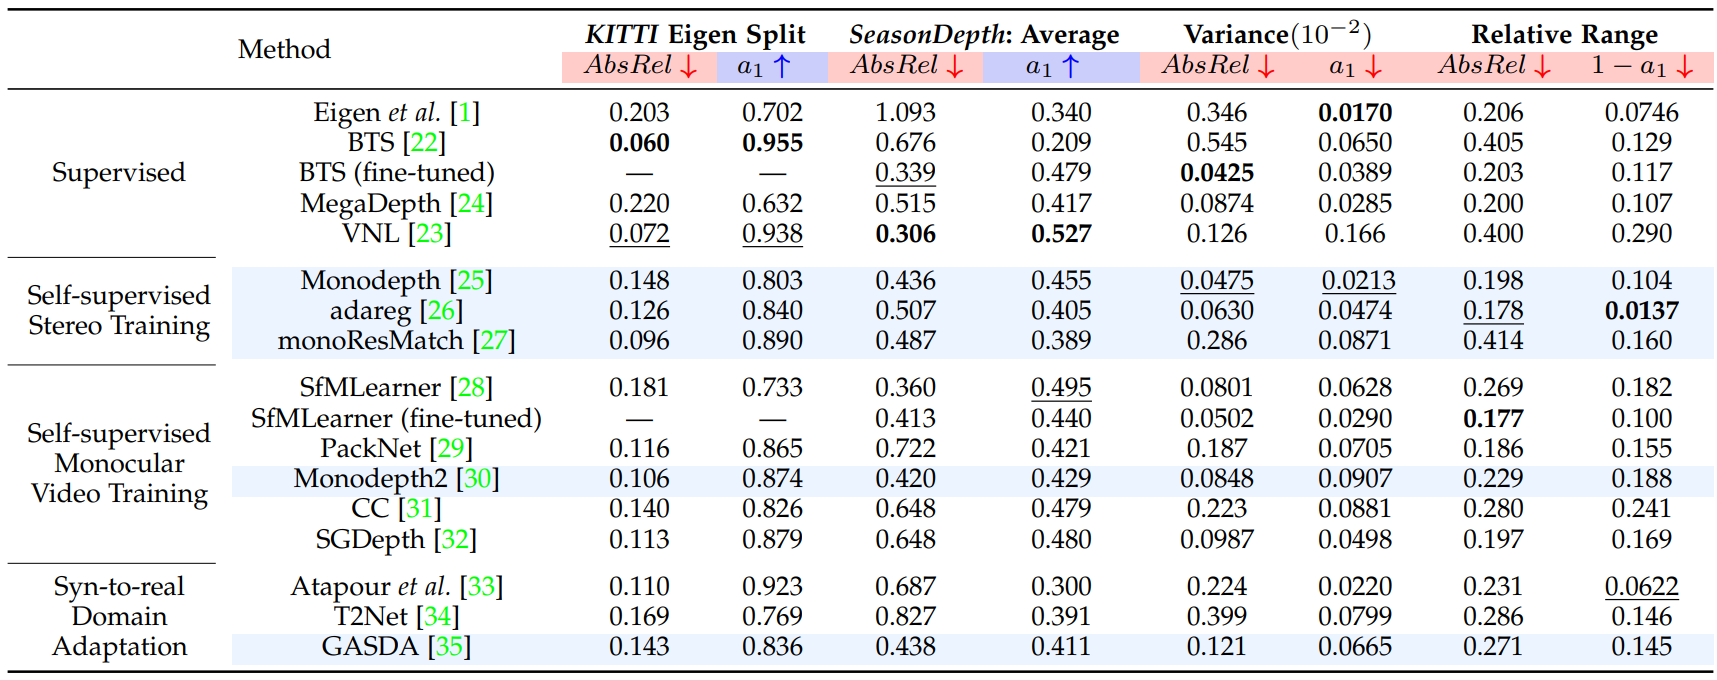 Method KITTI Eigen Split SeasonDepth: Average Variance(10⁻²) Relative Range
AbsRel ↓ a₁ ↑ AbsRel ↓ a₁ ↑ AbsRel ↓ a₁ ↓ AbsRel ↓ 1 − a₁ ↓
Supervised
Eigen et al. [1] 0.203 0.702 1.093 0.340 0.346 0.0170 0.206 0.0746
BTS [22] 0.060 0.955 0.676 0.209 0.545 0.0650 0.405 0.129
BTS (fine-tuned) — — 0.339 0.479 0.0425 0.0389 0.203 0.117
MegaDepth [24] 0.220 0.632 0.515 0.417 0.0874 0.0285 0.200 0.107
VNL [23] 0.072 0.938 0.306 0.527 0.126 0.166 0.400 0.290
Self-supervised
Stereo Training
Monodepth [25] 0.148 0.803 0.436 0.455 0.0475 0.0213 0.198 0.104
adareg [26] 0.126 0.840 0.507 0.405 0.0630 0.0474 0.178 0.0137
monoResMatch [27] 0.096 0.890 0.487 0.389 0.286 0.0871 0.414 0.160
Self-supervised
Monocular
Video Training
SfMLearner [28] 0.181 0.733 0.360 0.495 0.0801 0.0628 0.269 0.182
SfMLearner (fine-tuned) — — 0.413 0.440 0.0502 0.0290 0.177 0.100
PackNet [29] 0.116 0.865 0.722 0.421 0.187 0.0705 0.186 0.155
Monodepth2 [30] 0.106 0.874 0.420 0.429 0.0848 0.0907 0.229 0.188
CC [31] 0.140 0.826 0.648 0.479 0.223 0.0881 0.280 0.241
SGDepth [32] 0.113 0.879 0.648 0.480 0.0987 0.0498 0.197 0.169
Syn-to-real
Domain
Adaptation
Atapour et al. [33] 0.110 0.923 0.687 0.300 0.224 0.0220 0.231 0.0622
T2Net [34] 0.169 0.769 0.827 0.391 0.399 0.0799 0.286 0.146
GASDA [35] 0.143 0.836 0.438 0.411 0.121 0.0665 0.271 0.145